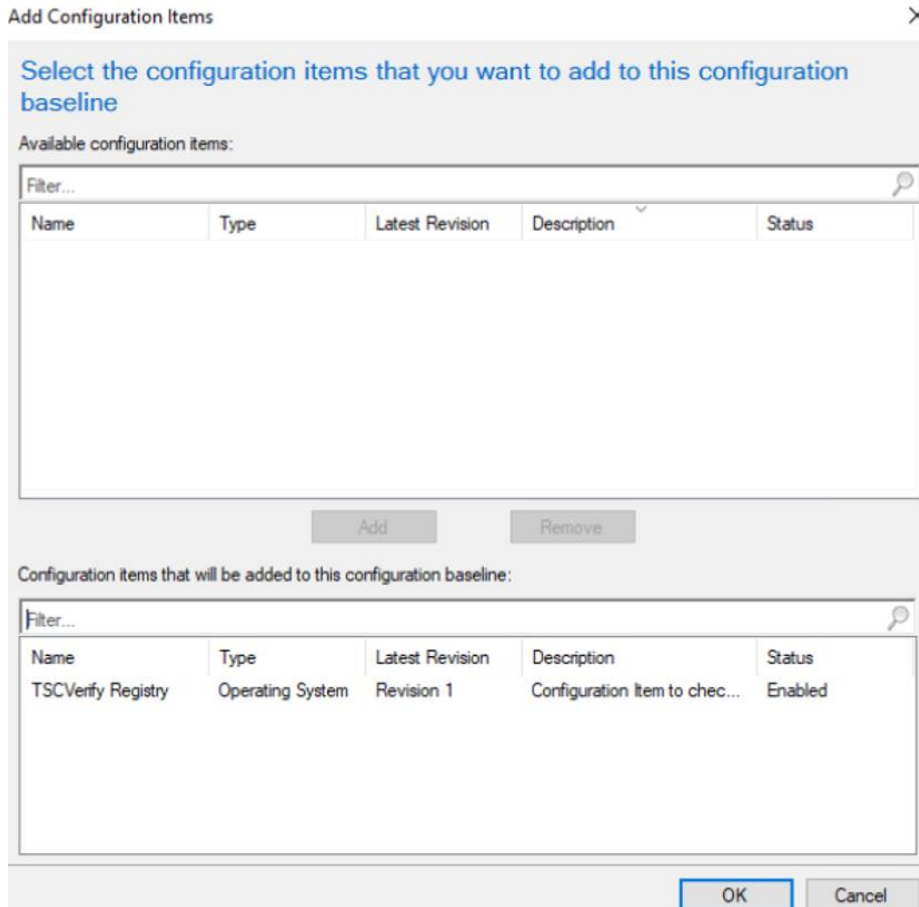 Add Configuration Items
Select the configuration items that you want to add to this configuration
baseline
Available configuration items:
Filter...
Name Type Latest Revision Description Status
Add Remove
Configuration items that will be added to this configuration baseline:
Filter...
Name Type Latest Revision Description Status
TSCVerify Registry Operating System Revision 1 Configuration Item to chec... Enabled
OK Cancel